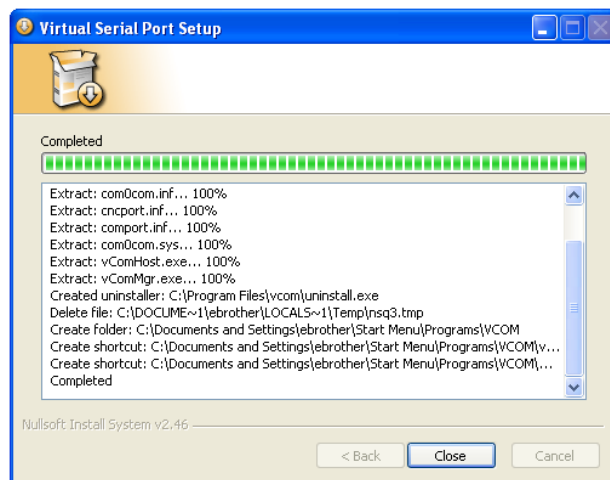 Virtual Serial Port Setup
Completed
Extract: com0com.inf... 100%
Extract: cncport.inf... 100%
Extract: comport.inf... 100%
Extract: com0com.sys... 100%
Extract: vComHost.exe... 100%
Extract: vComMgr.exe... 100%
Created uninstaller: C:\Program Files\vcom\uninstall.exe
Delete file: C:\DOCUME~1\ebrother\LOCALS~1\Temp\nsq3.tmp
Create folder: C:\Documents and Settings\ebrother\Start Menu\Programs\VCOM
Create shortcut: C:\Documents and Settings\ebrother\Start Menu\Programs\VCOM\v...
Create shortcut: C:\Documents and Settings\ebrother\Start Menu\Programs\VCOM\...
Completed
Nullsoft Install System v2.46
< Back Close Cancel